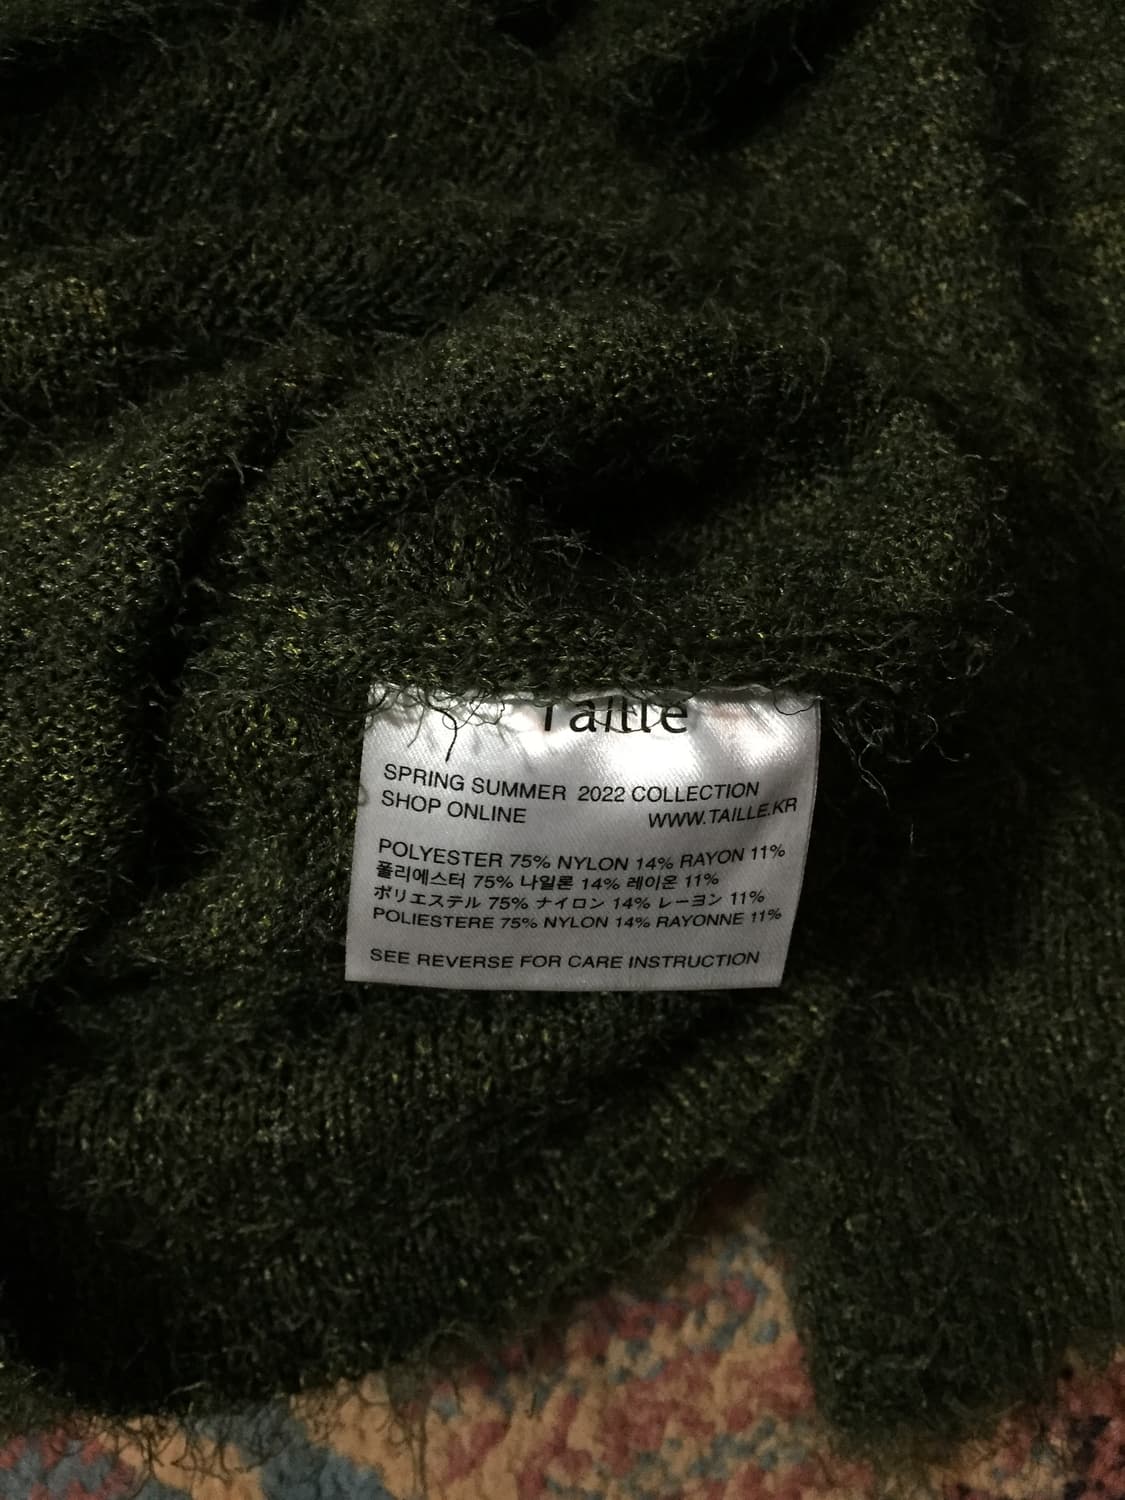 Taille
SPRING SUMMER 2022 COLLECTION
SHOP ONLINE WWW.TAILLE.KR
POLYESTER 75% NYLON 14% RAYON 11%
폴리에스터 75% 나일론 14% 레이온 11%
ポリエステル 75% ナイロン 14% レーヨン 11%
POLIESTERE 75% NYLON 14% RAYONNE 11%
SEE REVERSE FOR CARE INSTRUCTION